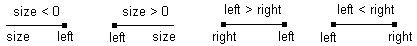 size < 0
size left
size > 0
left size
left > right
right left
left < right
left right